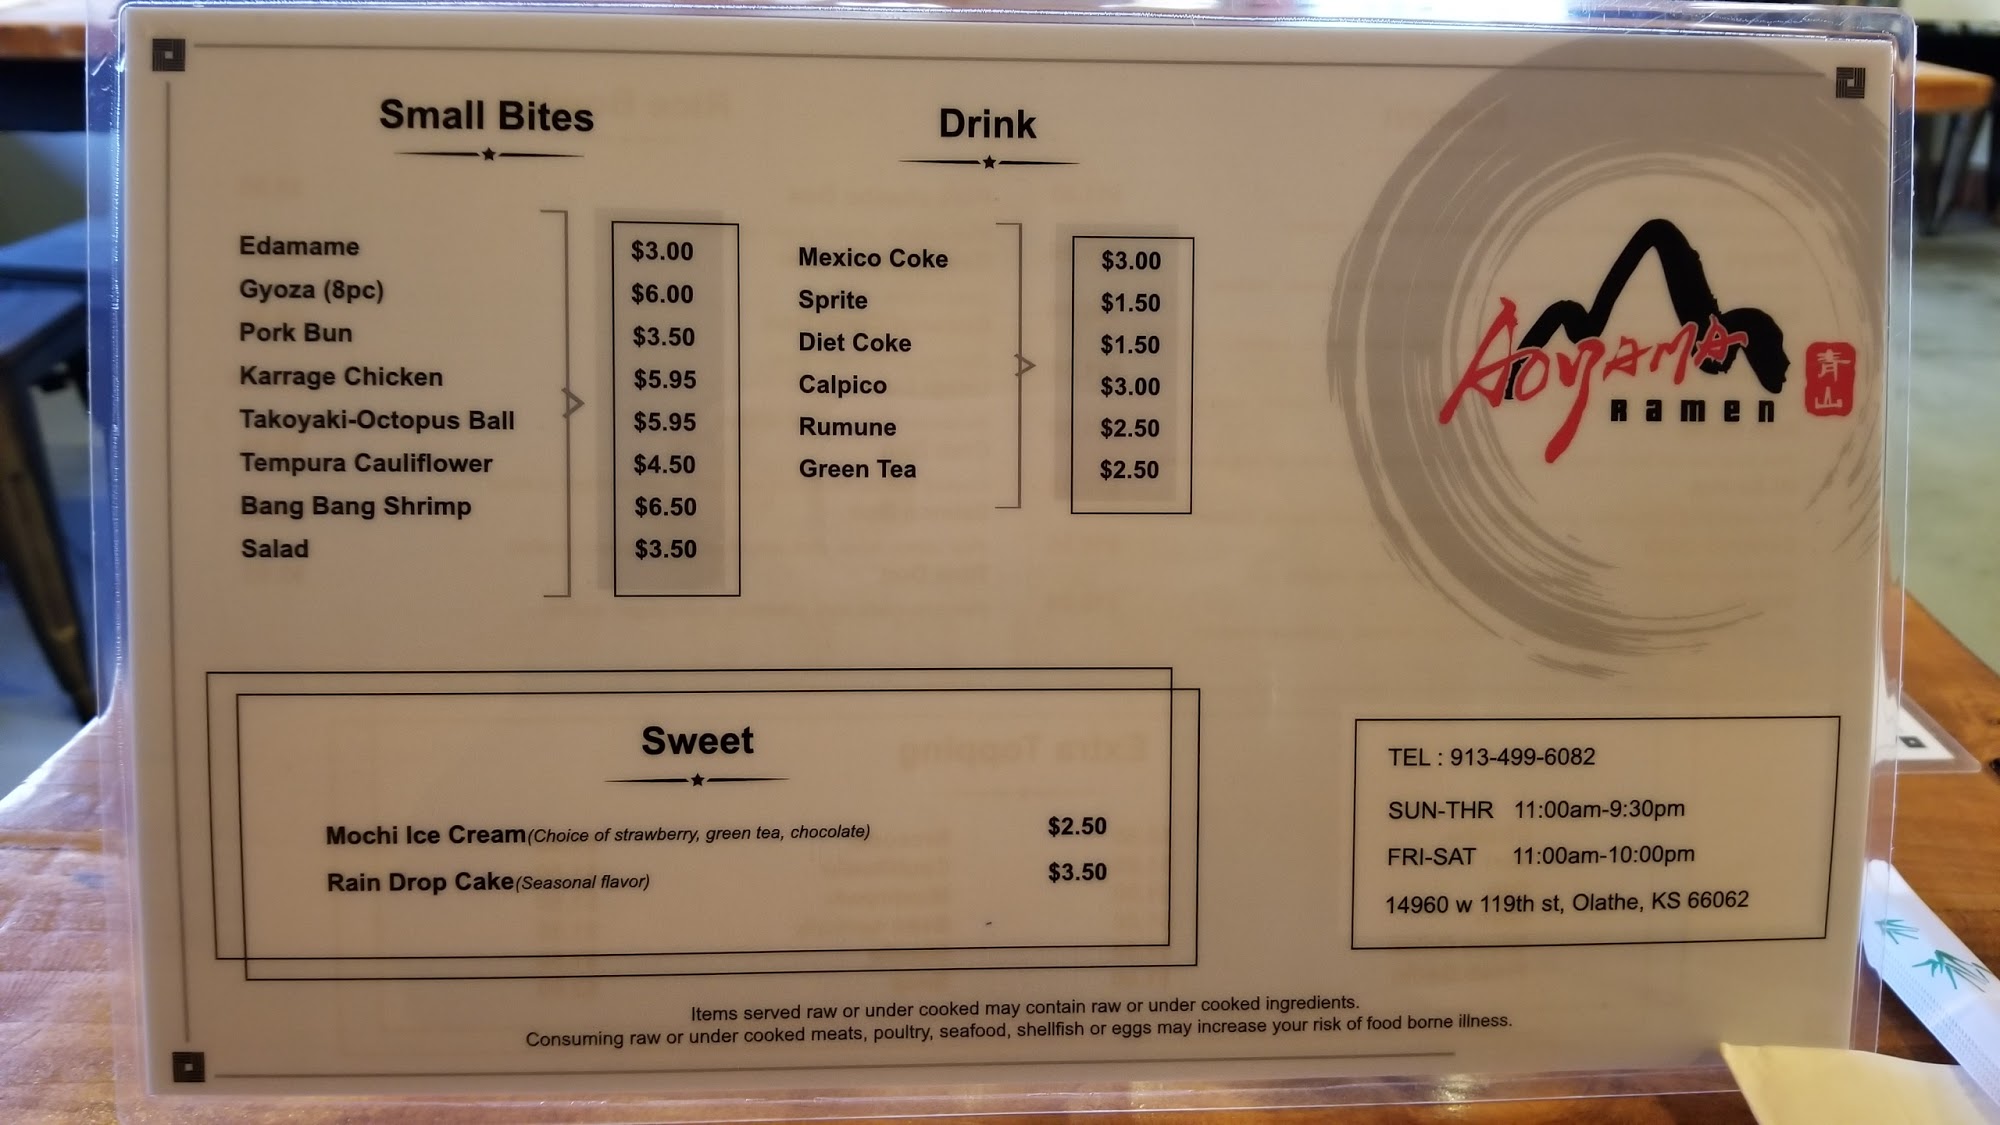 Small Bites
Edamame $3.00
Gyoza (8pc) $6.00
Pork Bun $3.50
Karrage Chicken $5.95
Takoyaki-Octopus Ball $5.95
Tempura Cauliflower $4.50
Bang Bang Shrimp $6.50
Salad $3.50
Drink
Mexico Coke $3.00
Sprite $1.50
Diet Coke $1.50
Calpico $3.00
Rumune $2.50
Green Tea $2.50
Aoyama
Ramen
青山
Sweet
Mochi Ice Cream(Choice of strawberry, green tea, chocolate) $2.50
Rain Drop Cake(Seasonal flavor) $3.50
TEL : 913-499-6082
SUN-THR 11:00am-9:30pm
FRI-SAT 11:00am-10:00pm
14960 w 119th st, Olathe, KS 66062
Items served raw or under cooked may contain raw or under cooked ingredients.
Consuming raw or under cooked meats, poultry, seafood, shellfish or eggs may increase your risk of food borne illness.